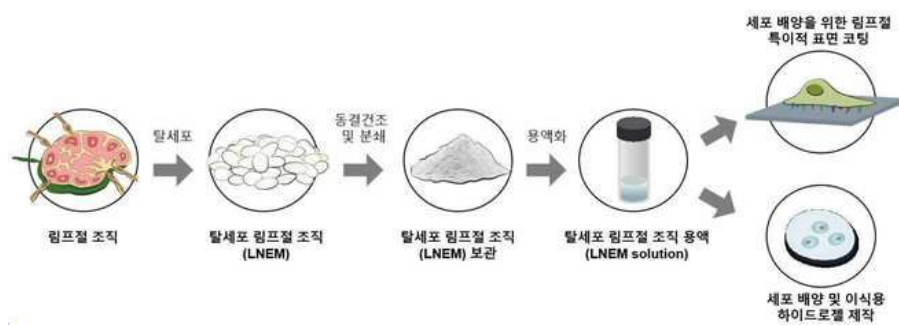 세포 배양을 위한 림프절
특이적 표면 코팅
탈세포
동결건조
및 분쇄
용액화
림프절 조직
탈세포 림프절 조직
(LNEM)
탈세포 림프절 조직
(LNEM) 보관
탈세포 림프절 조직 용액
(LNEM solution)
세포 배양 및 이식용
하이드로젤 제작